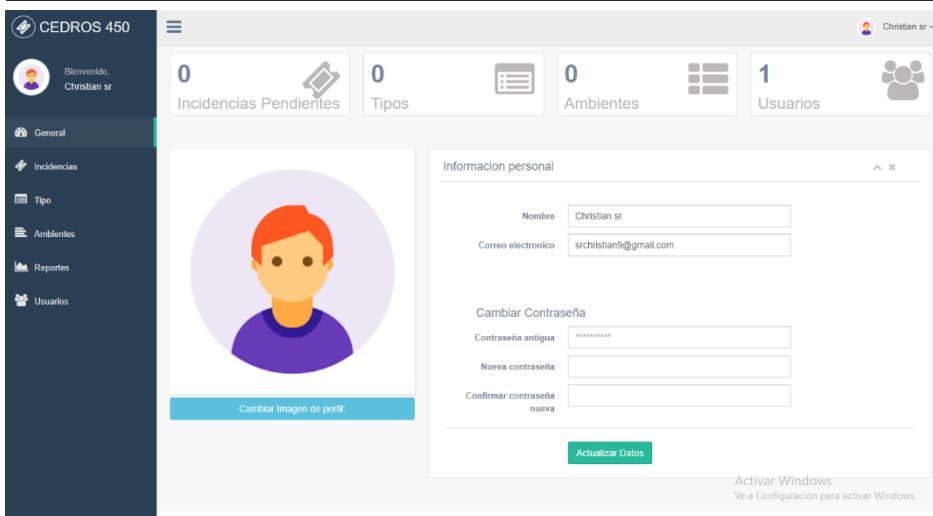 CEDROS 450
Christian sr
Bienvenido,
Christian sr
General
Incidencias
Tipo
Ambientes
Reportes
Usuarios
0
Incidencias Pendientes
0
Tipos
0
Ambientes
1
Usuarios
Cambiar Imagen de perfil:
Informacion personal
Nombre
Christian sr
Correo electronico
srchristian9@gmail.com
Cambiar Contraseña
Contraseña antigua
**********
Nueva contraseña
Confirmar contraseña
nueva
Actualizar Datos
Activar Windows
Ve a Configuración para activar Windows.